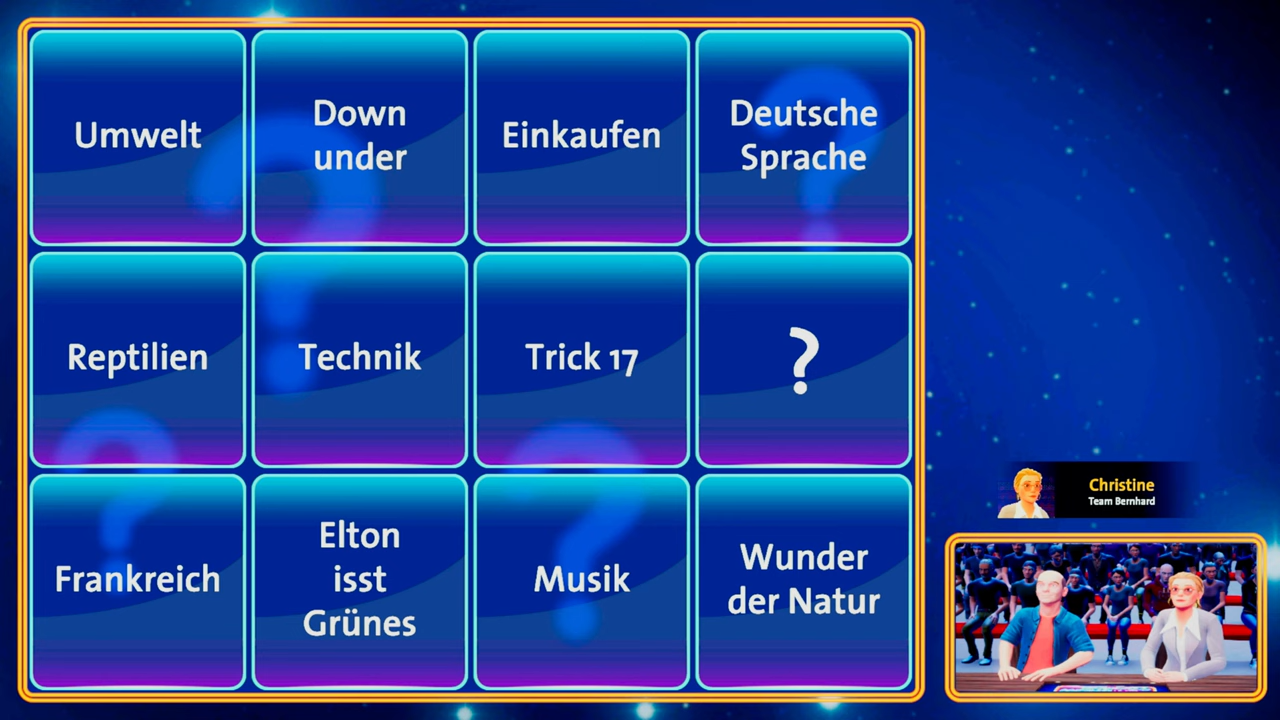 Umwelt
Down
under
Einkaufen
Deutsche
Sprache
Reptilien
Technik
Trick 17
?
Frankreich
Elton
isst
Grünes
Musik
Wunder
der Natur
Christine
Team Bernhard